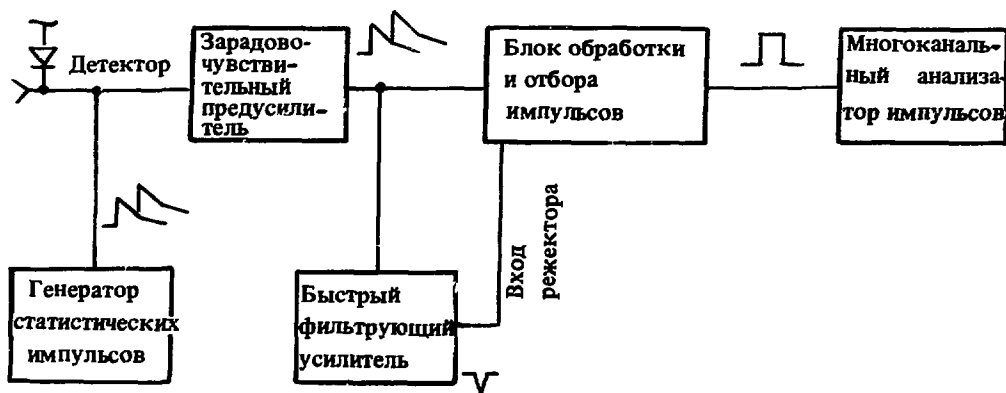 Детектор
Зарадово-
чувстви-
тельный
предусили-
тель
Блок обработки
и отбора
импульсов
Многоканаль-
ный анализа-
тор импульсов
Генератор
статистических
импульсов
Быстрый
фильтрующий
усилитель
Вход
режектора